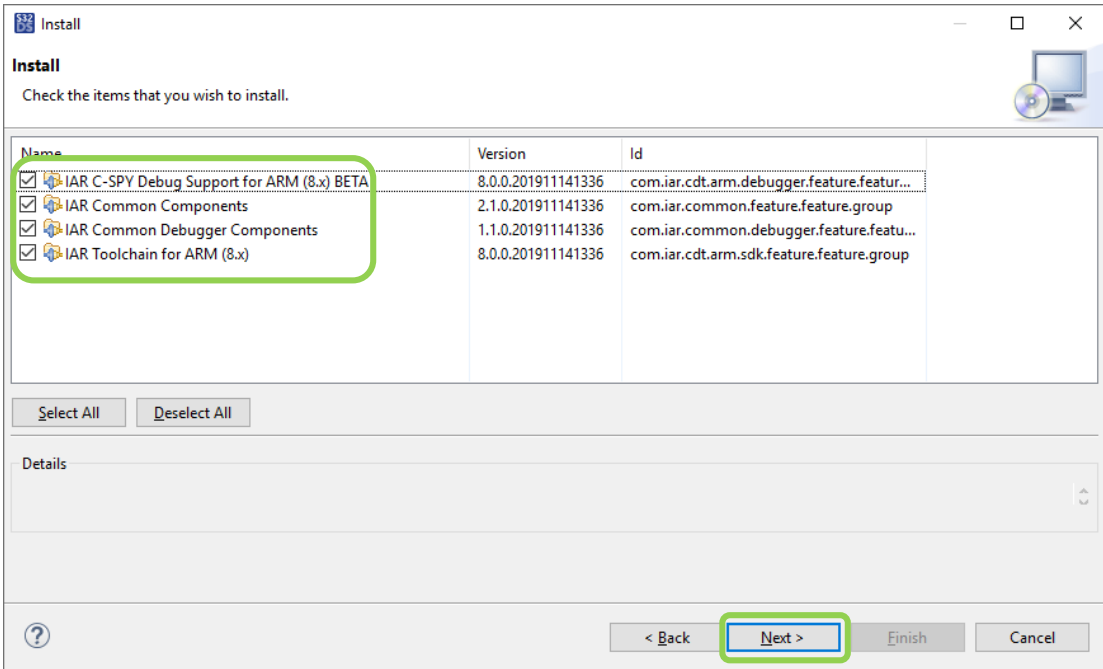 S32
DS
Install
Install
Check the items that you wish to install.
Name Version Id
IAR C-SPY Debug Support for ARM (8.x) BETA 8.0.0.201911141336 com.iar.cdt.arm.debugger.feature.featur...
IAR Common Components 2.1.0.201911141336 com.iar.common.feature.feature.group
IAR Common Debugger Components 1.1.0.201911141336 com.iar.common.debugger.feature.featu...
IAR Toolchain for ARM (8.x) 8.0.0.201911141336 com.iar.cdt.arm.sdk.feature.feature.group
Select All Deselect All
Details
? < Back Next > Finish Cancel